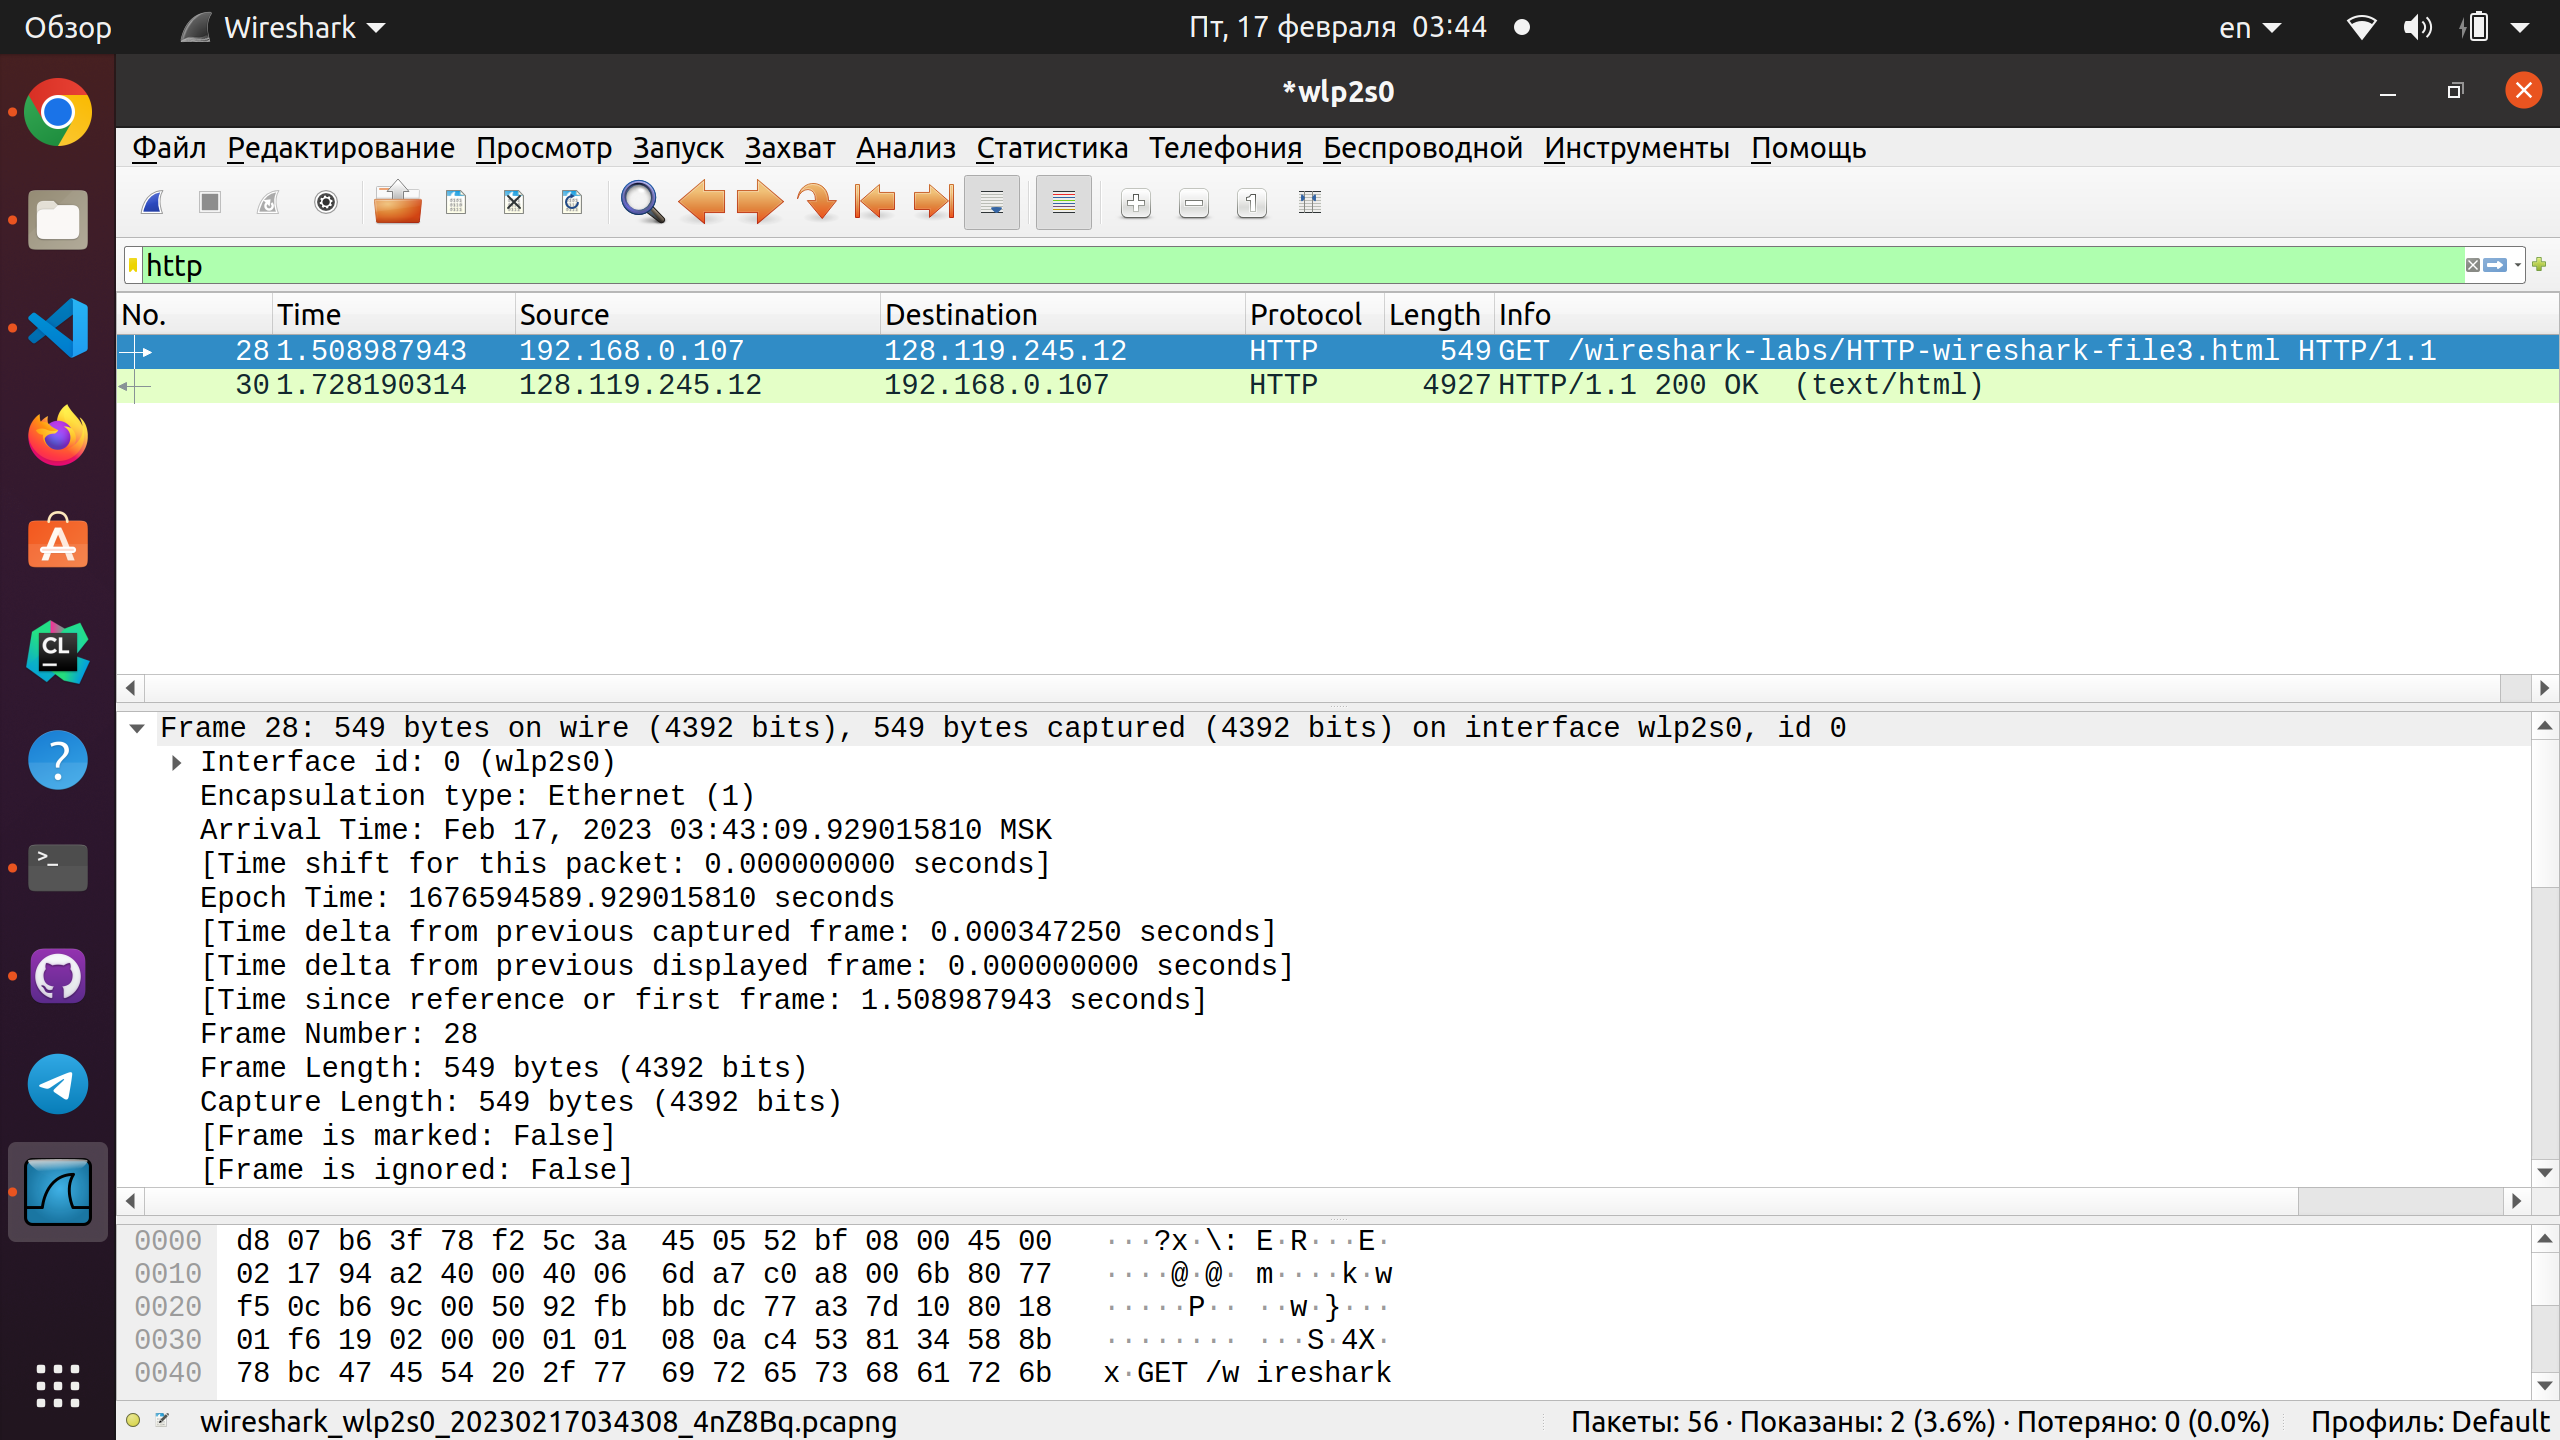 Обзор Wireshark Пт, 17 февраля 03:44 en
*wlp2s0
Файл Редактирование Просмотр Запуск Захват Анализ Статистика Телефония Беспроводной Инструменты Помощь
http
No. Time Source Destination Protocol Length Info
28 1.508987943 192.168.0.107 128.119.245.12 HTTP 549 GET /wireshark-labs/HTTP-wireshark-file3.html HTTP/1.1
30 1.728190314 128.119.245.12 192.168.0.107 HTTP 4927 HTTP/1.1 200 OK (text/html)
Frame 28: 549 bytes on wire (4392 bits), 549 bytes captured (4392 bits) on interface wlp2s0, id 0
Interface id: 0 (wlp2s0)
Encapsulation type: Ethernet (1)
Arrival Time: Feb 17, 2023 03:43:09.929015810 MSK
[Time shift for this packet: 0.000000000 seconds]
Epoch Time: 1676594589.929015810 seconds
[Time delta from previous captured frame: 0.000347250 seconds]
[Time delta from previous displayed frame: 0.000000000 seconds]
[Time since reference or first frame: 1.508987943 seconds]
Frame Number: 28
Frame Length: 549 bytes (4392 bits)
Capture Length: 549 bytes (4392 bits)
[Frame is marked: False]
[Frame is ignored: False]
0000 d8 07 b6 3f 78 f2 5c 3a 45 05 52 bf 08 00 45 00 ···?x·\: E·R···E·
0010 02 17 94 a2 40 00 40 06 6d a7 c0 a8 00 6b 80 77 ····@·@· m····k·w
0020 f5 0c b6 9c 00 50 92 fb bb dc 77 a3 7d 10 80 18 ·····P·· ··w·}···
0030 01 f6 19 02 00 00 01 01 08 0a c4 53 81 34 58 8b ········ ···S·4X·
0040 78 bc 47 45 54 20 2f 77 69 72 65 73 68 61 72 6b x·GET /w ireshark
wireshark_wlp2s0_20230217034308_4nZ8Bq.pcapng Пакеты: 56 · Показаны: 2 (3.6%) · Потеряно: 0 (0.0%) Профиль: Default